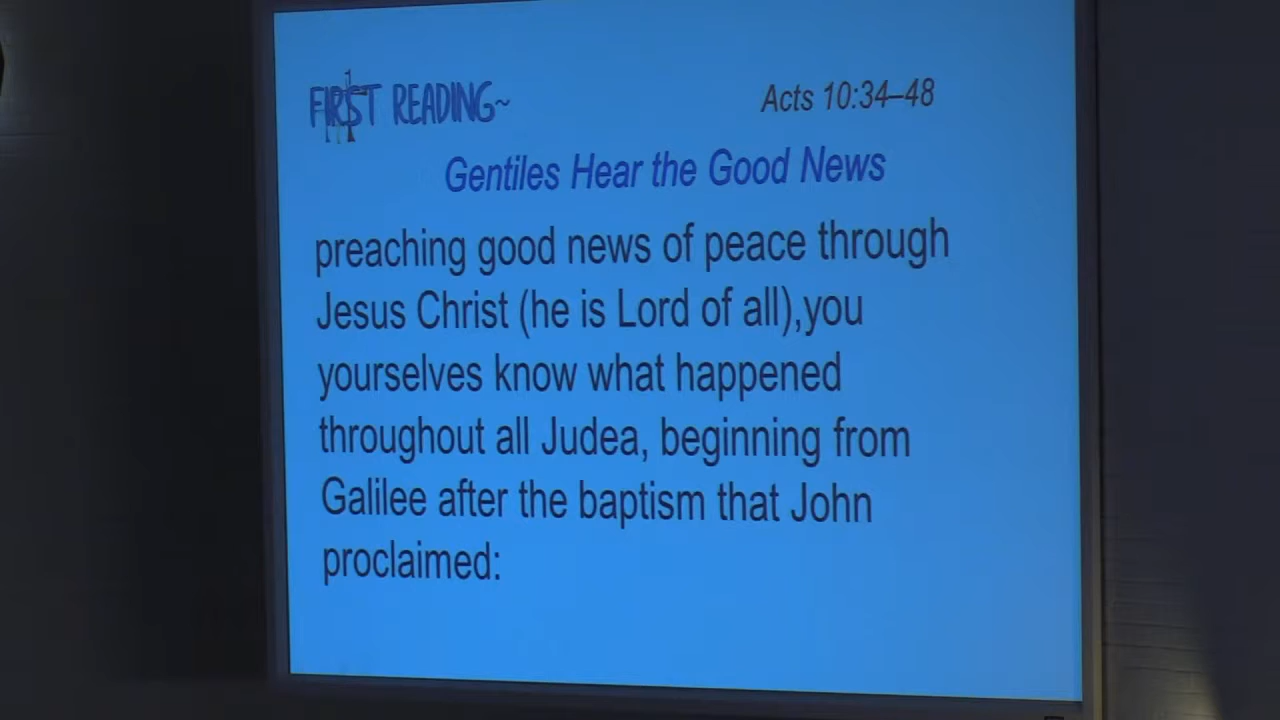 FIRST READING~
Acts 10:34–48
Gentiles Hear the Good News
preaching good news of peace through
Jesus Christ (he is Lord of all),you
yourselves know what happened
throughout all Judea, beginning from
Galilee after the baptism that John
proclaimed: